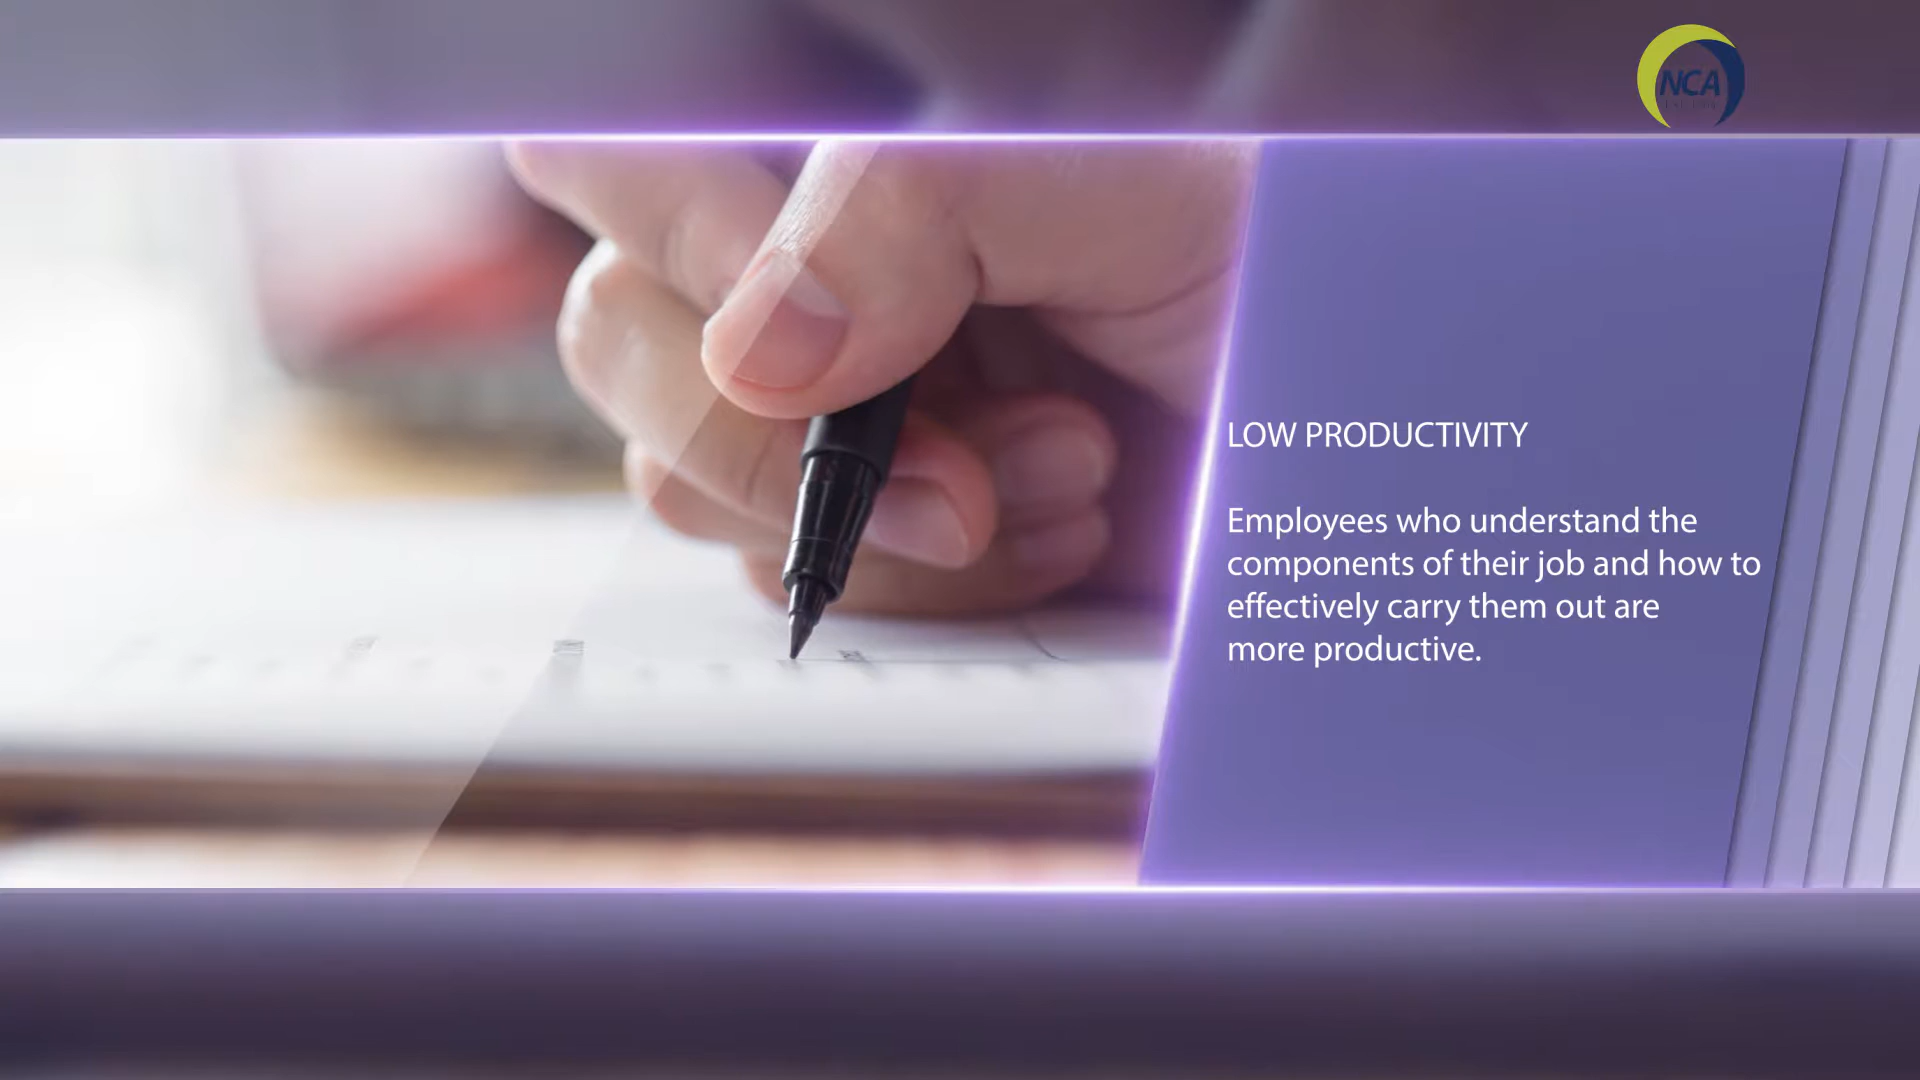 NCA
LOW PRODUCTIVITY
Employees who understand the
components of their job and how to
effectively carry them out are
more productive.